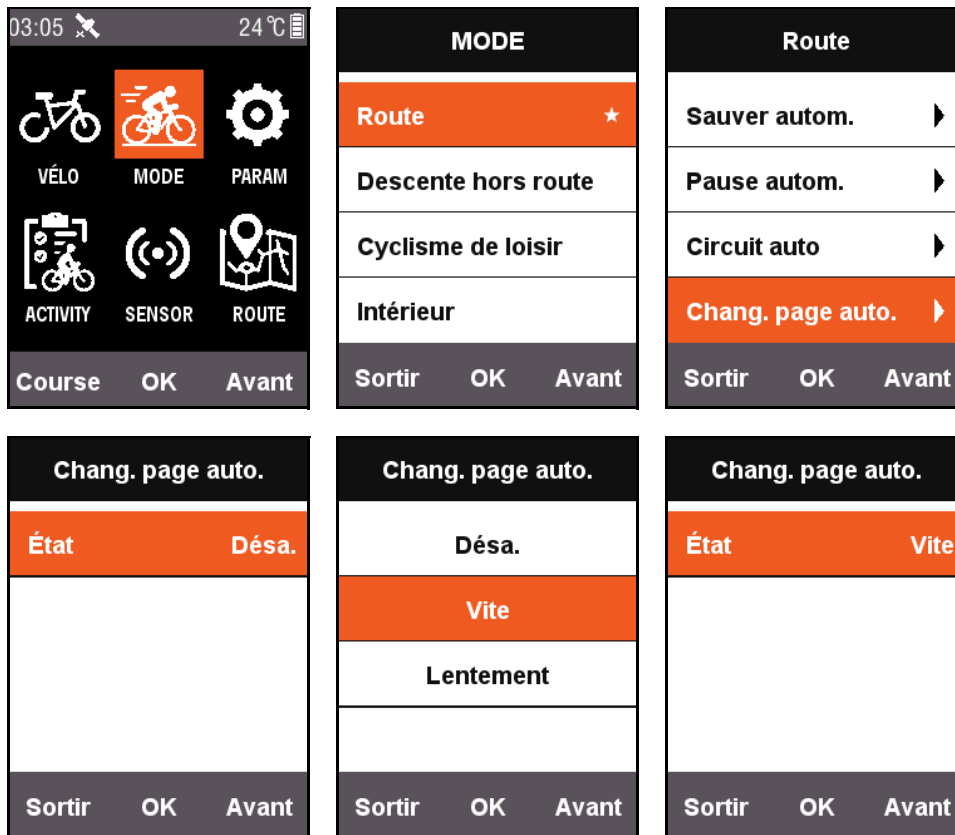 03:05 24℃
VÉLO MODE PARAM
ACTIVITY SENSOR ROUTE
Course OK Avant
MODE
Route ★
Descente hors route
Cyclisme de loisir
Intérieur
Sortir OK Avant
Route
Sauver autom.
Pause autom.
Circuit auto
Chang. page auto.
Sortir OK Avant
Chang. page auto.
État Désa.
Sortir OK Avant
Chang. page auto.
Désa.
Vite
Lentement
Sortir OK Avant
Chang. page auto.
État Vite
Sortir OK Avant